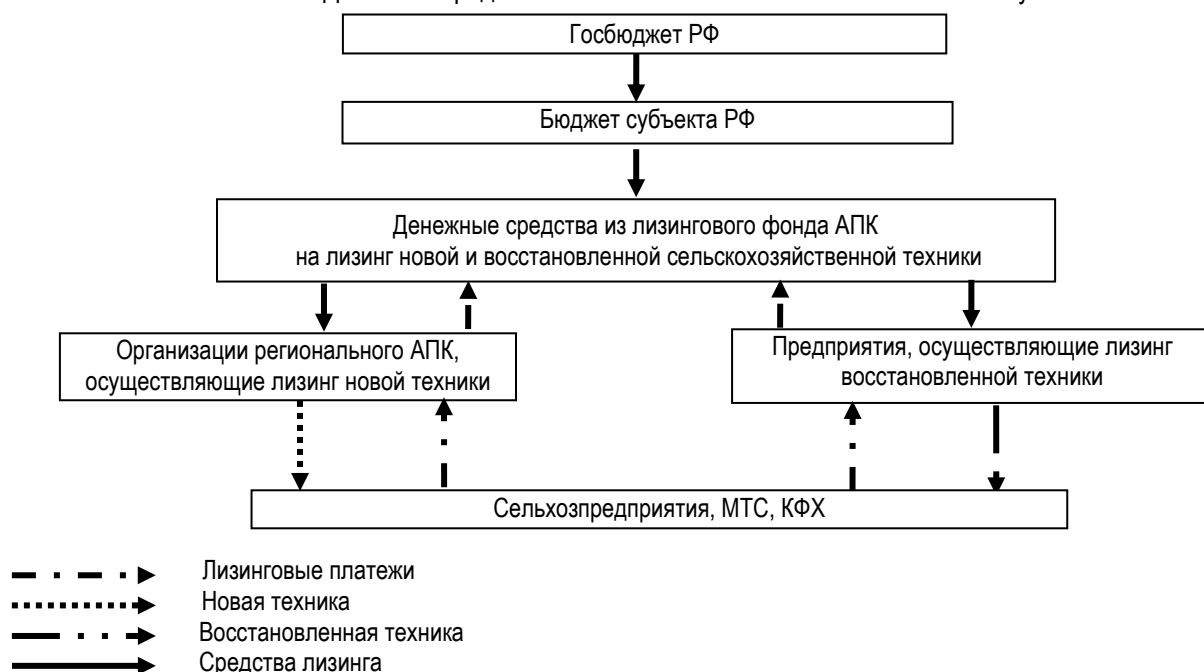 Госбюджет РФ
Бюджет субъекта РФ
Денежные средства из лизингового фонда АПК
на лизинг новой и восстановленной сельскохозяйственной техники
Организации регионального АПК,
осуществляющие лизинг новой техники
Предприятия, осуществляющие лизинг
восстановленной техники
Сельхозпредприятия, МТС, КФХ
Лизинговые платежи
Новая техника
Восстановленная техника
Средства лизинга